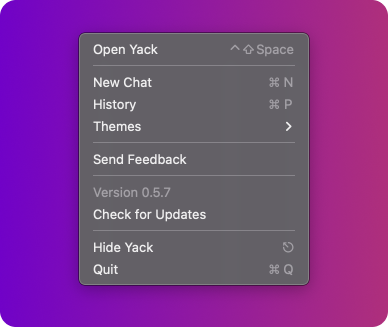 Open Yack ^⇧Space
New Chat ⌘ N
History ⌘ P
Themes
Send Feedback
Version 0.5.7
Check for Updates
Hide Yack ⎋
Quit ⌘ Q